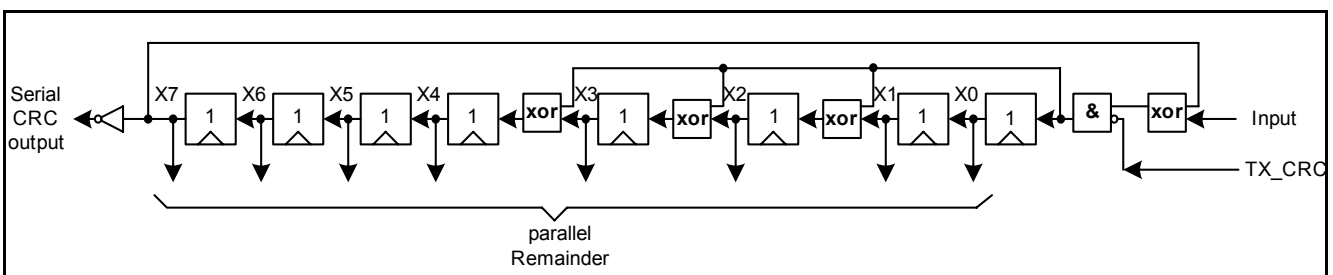 Serial
CRC
output
X7
1
X6
1
X5
1
X4
1
xor
X3
1
xor
X2
1
xor
X1
1
X0
1
&
xor
Input
TX_CRC
parallel
Remainder